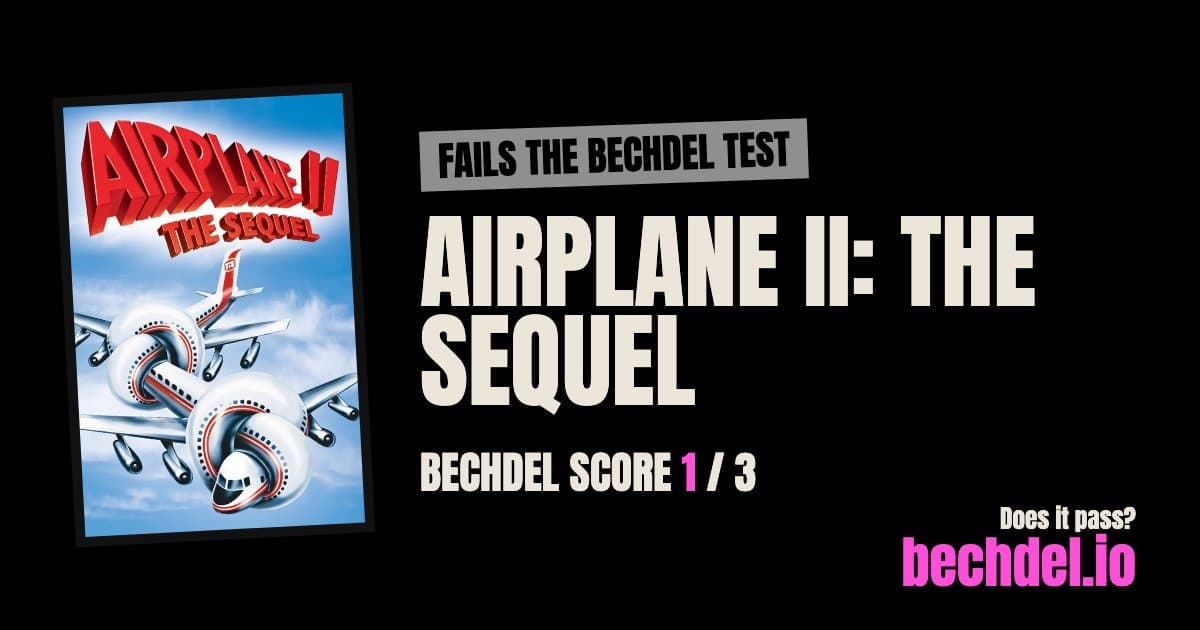 AIRPLANE II
THE SEQUEL
FAILS THE BECHDEL TEST
AIRPLANE II: THE
SEQUEL
BECHDEL SCORE 1 / 3
Does it pass?
bechdel.io